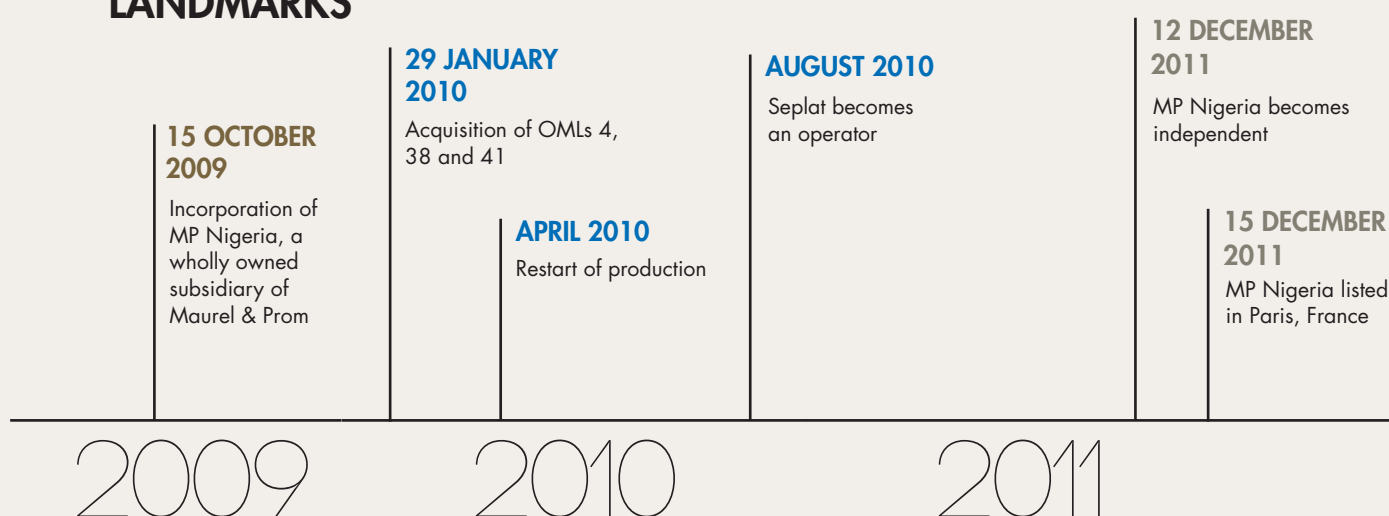 LANDMARKS
15 OCTOBER
2009
Incorporation of
MP Nigeria, a
wholly owned
subsidiary of
Maurel & Prom
29 JANUARY
2010
Acquisition of OMLs 4,
38 and 41
APRIL 2010
Restart of production
AUGUST 2010
Seplat becomes
an operator
12 DECEMBER
2011
MP Nigeria becomes
independent
15 DECEMBER
2011
MP Nigeria listed
in Paris, France
2009
2010
2011